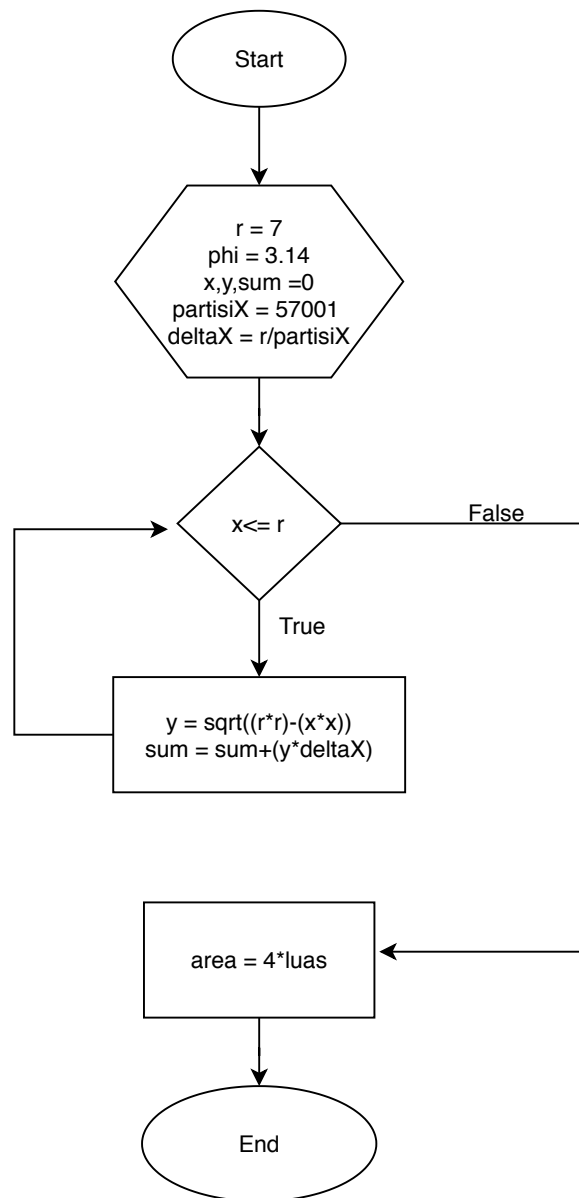 Start
r = 7
phi = 3.14
x,y,sum =0
partisiX = 57001
deltaX = r/partisiX
x<= r
False
True
y = sqrt((r*r)-(x*x))
sum = sum+(y*deltaX)
area = 4*luas
End